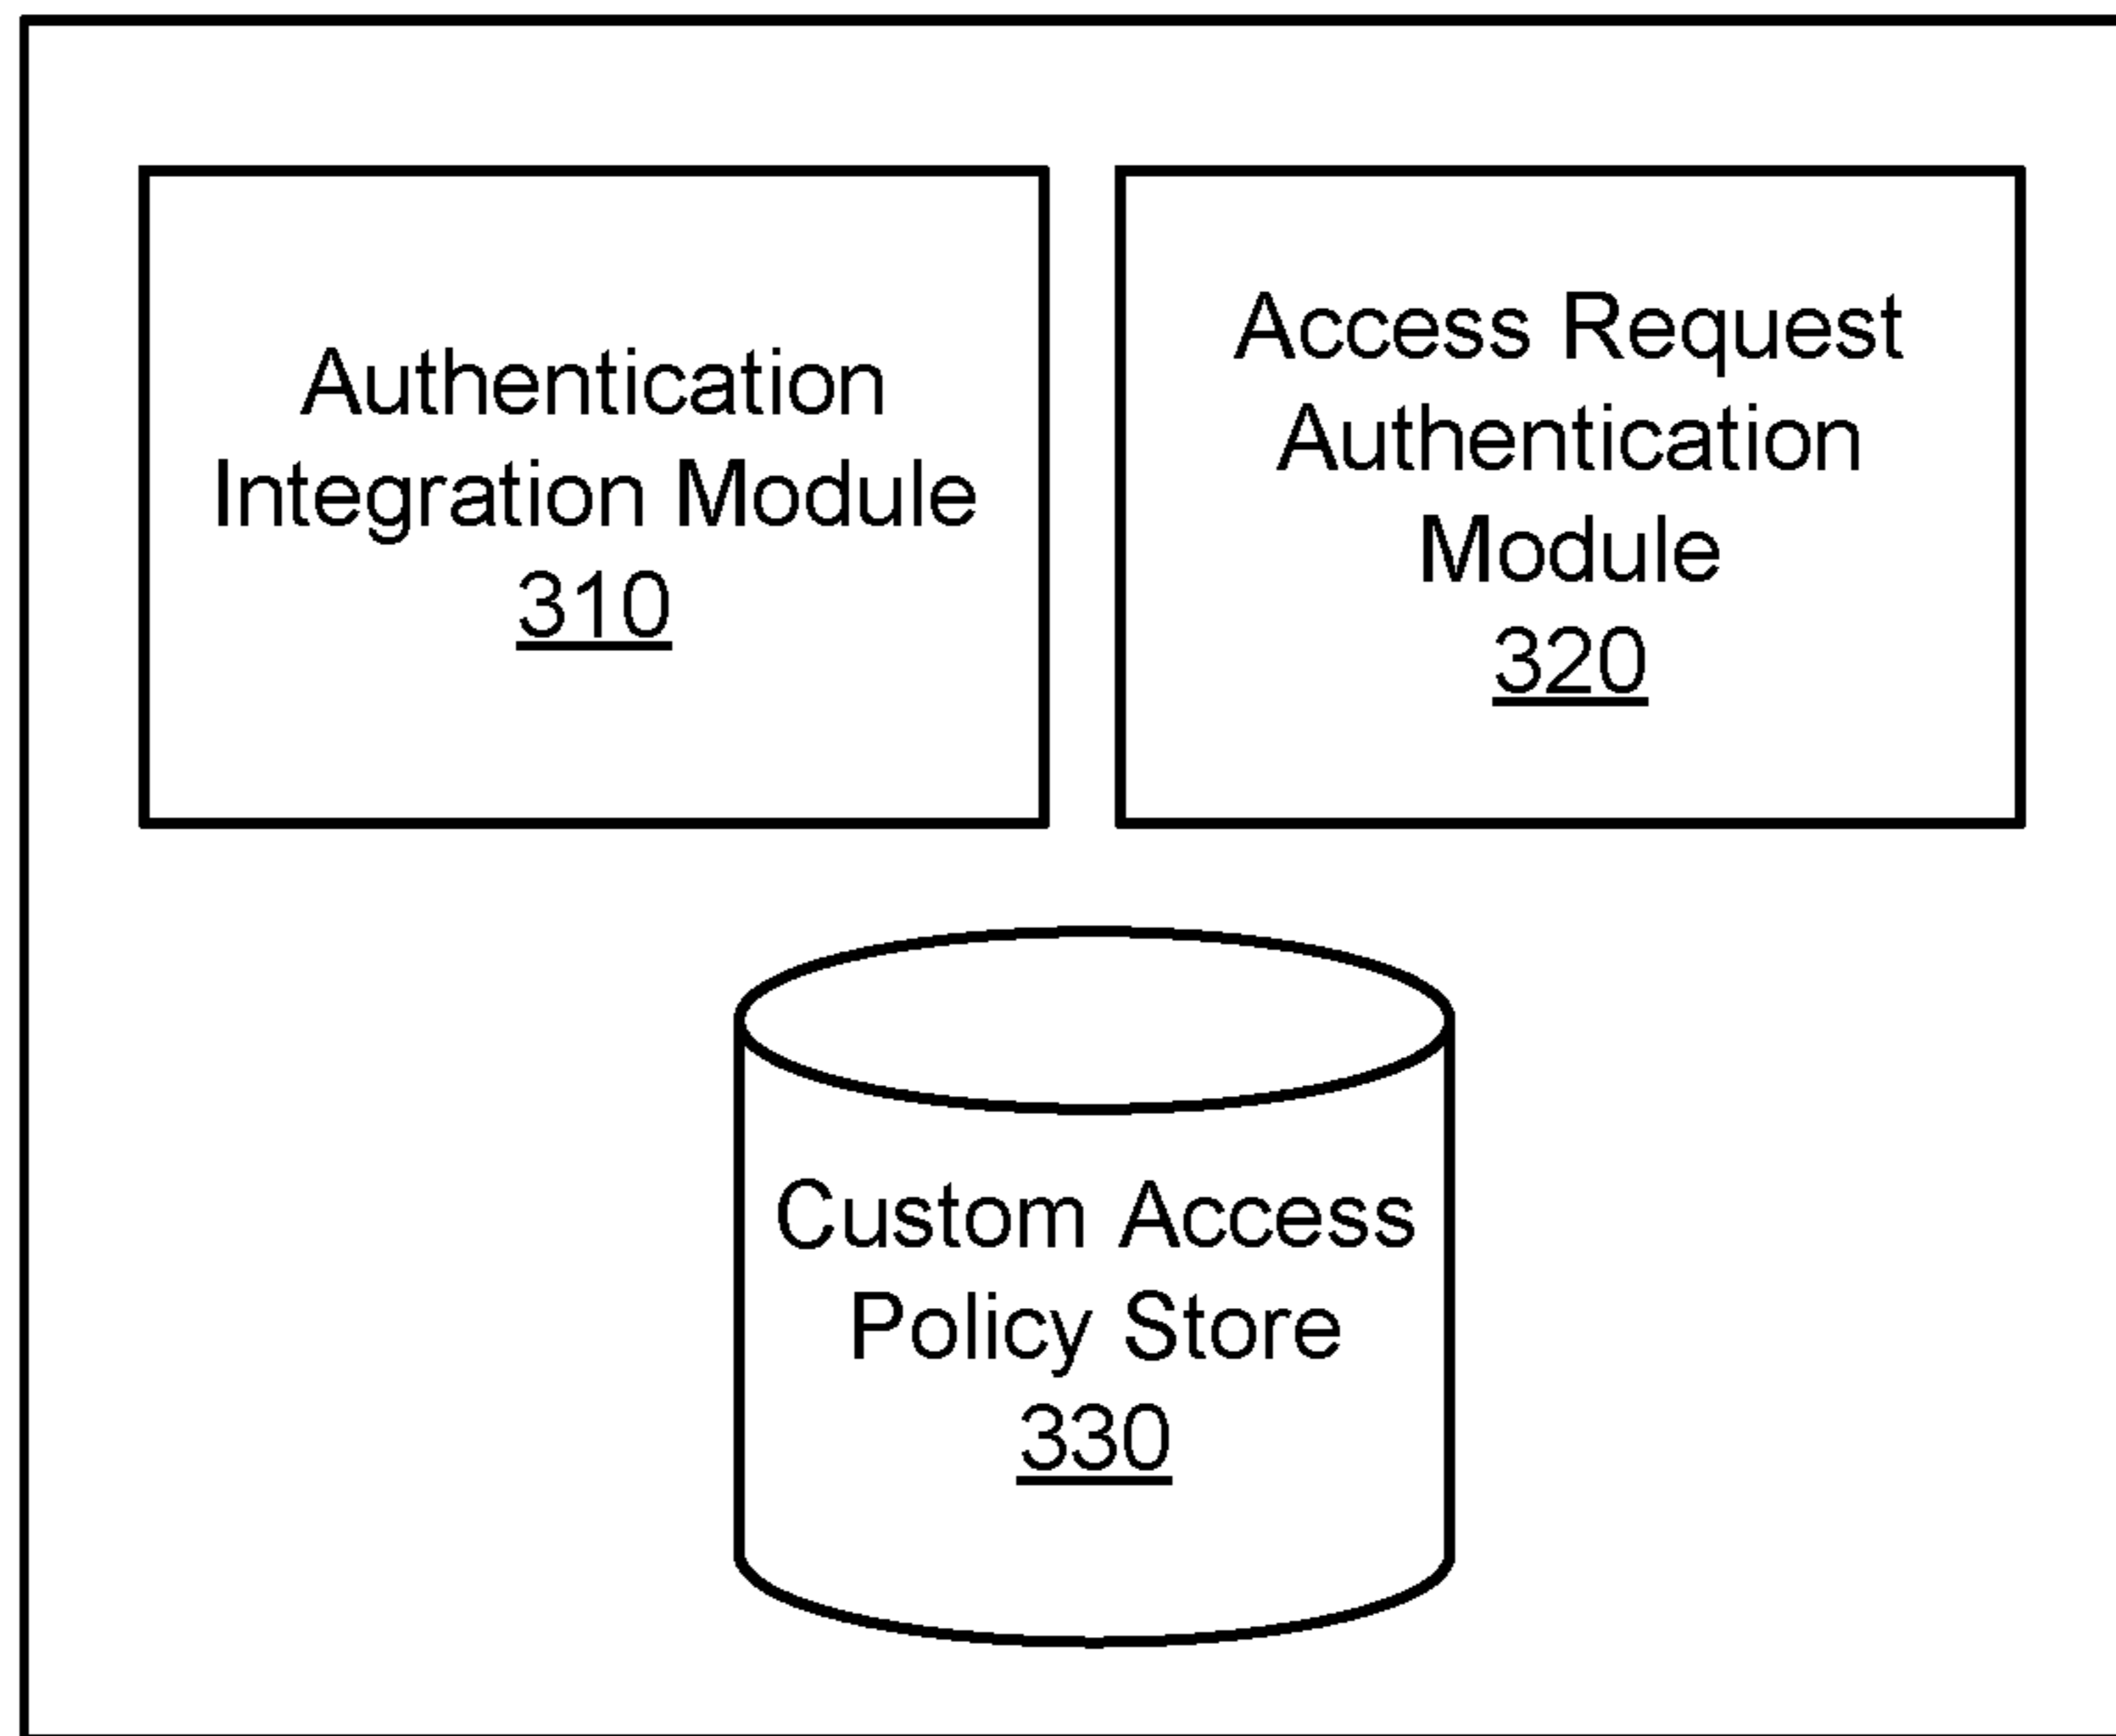 Authentication
Integration Module
310
Access Request
Authentication
Module
320
Custom Access
Policy Store
330